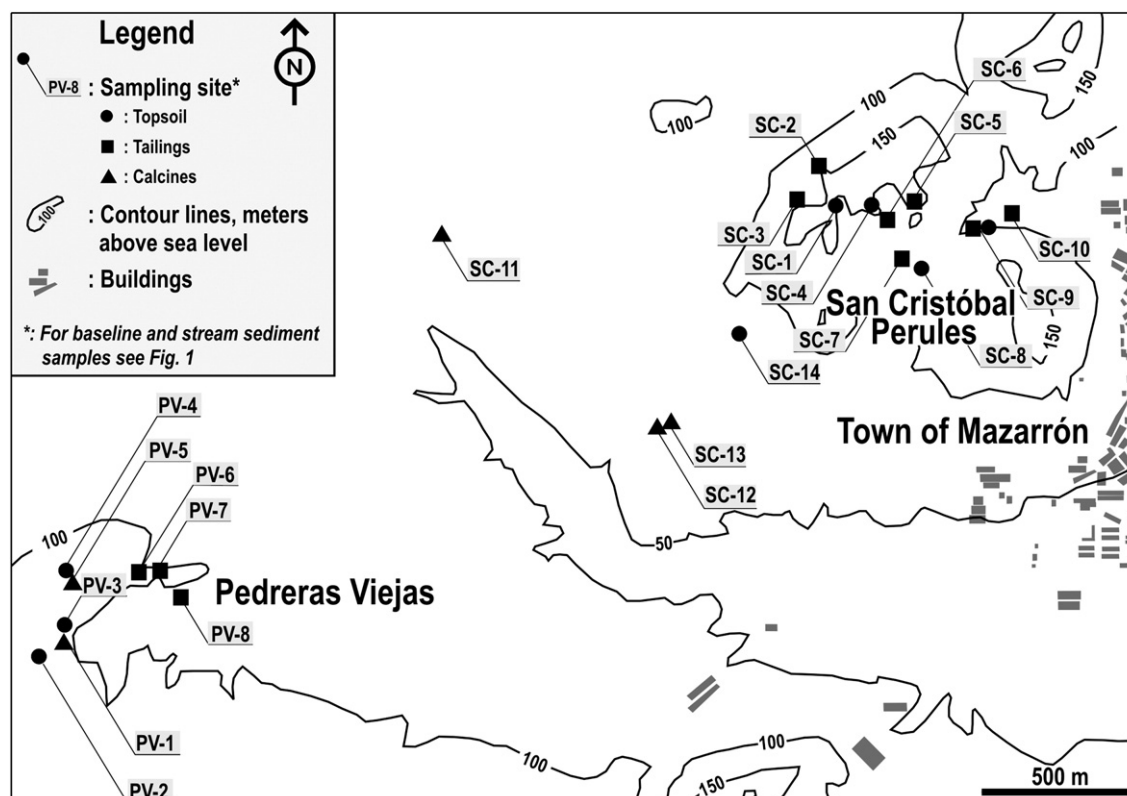 Legend
N
PV-8 : Sampling site*
: Topsoil
: Tailings
: Calcines
100 : Contour lines, meters
above sea level
: Buildings
*: For baseline and stream sediment
samples see Fig. 1
SC-6
SC-5
SC-2
100
150
100
150
100
SC-3
SC-1
SC-4
SC-7
SC-10
SC-9
SC-8
150
San Cristóbal
Perules
SC-11
SC-14
SC-13
SC-12
Town of Mazarrón
50
PV-4
PV-5
PV-6
PV-7
100
PV-3
Pedreras Viejas
PV-8
PV-1
PV-2
100
100
150
500 m